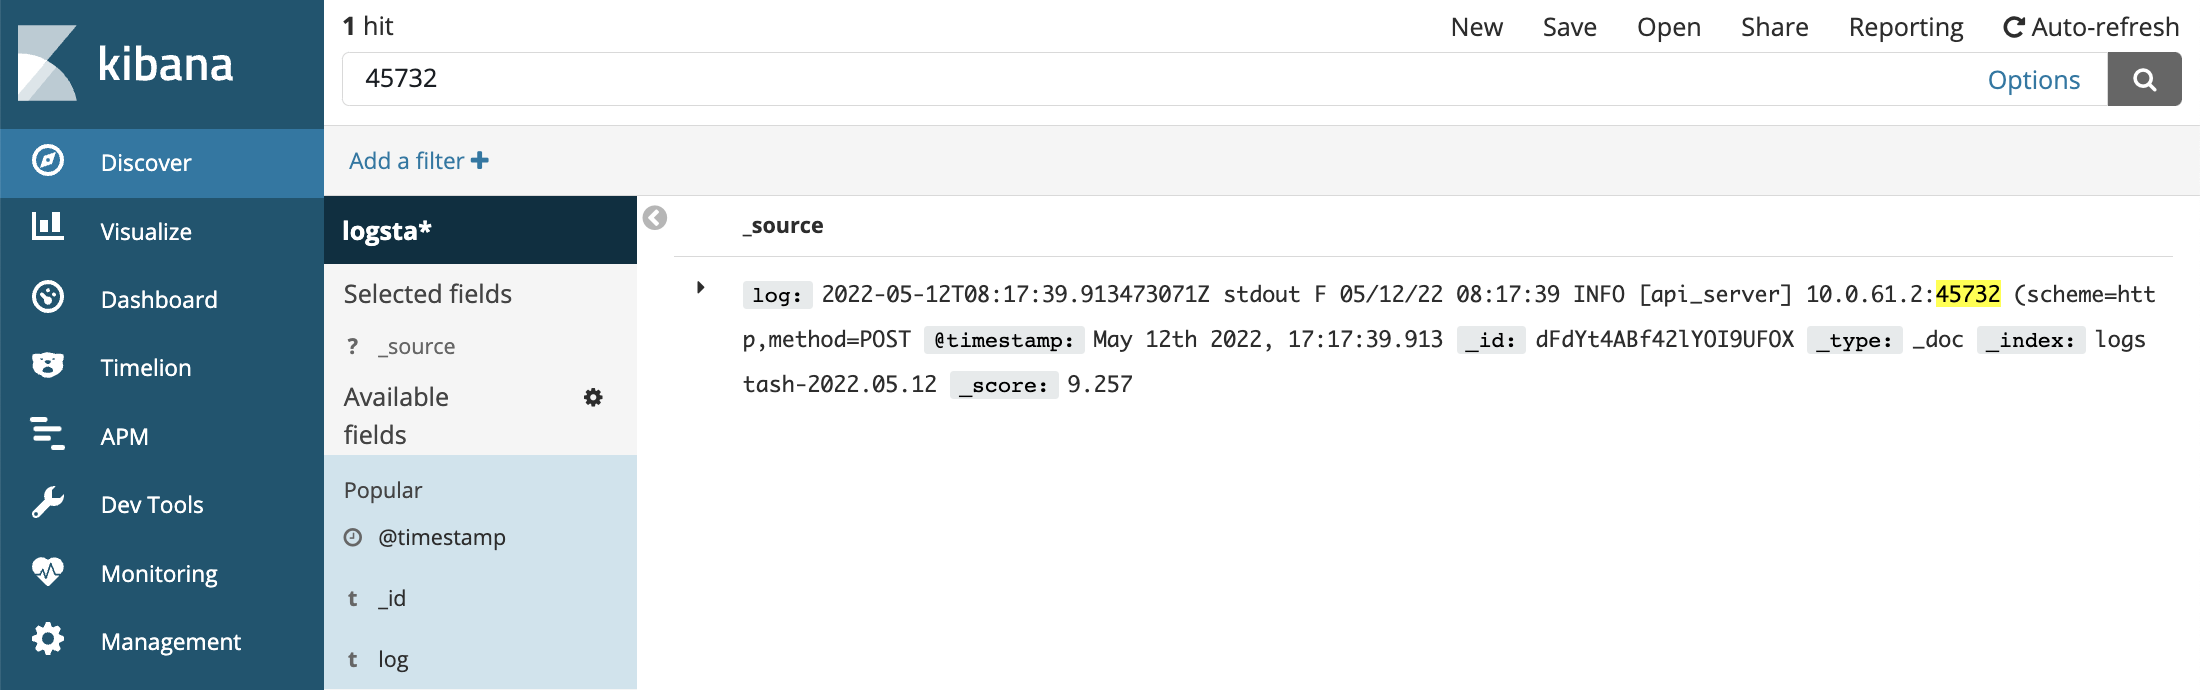 kibana
Discover
Visualize
Dashboard
Timelion
APM
Dev Tools
Monitoring
Management
1 hit
New Save Open Share Reporting Auto-refresh
45732
Options
Add a filter
logsta*
Selected fields
? _source
Available
fields
Popular
@timestamp
t _id
t log
_source
log: 2022-05-12T08:17:39.913473071Z stdout F 05/12/22 08:17:39 INFO [api_server] 10.0.61.2:45732 (scheme=htt
p,method=POST @timestamp: May 12th 2022, 17:17:39.913 _id: dFdYt4ABf42lYOI9UFOX _type: _doc _index: logs
tash-2022.05.12 _score: 9.257